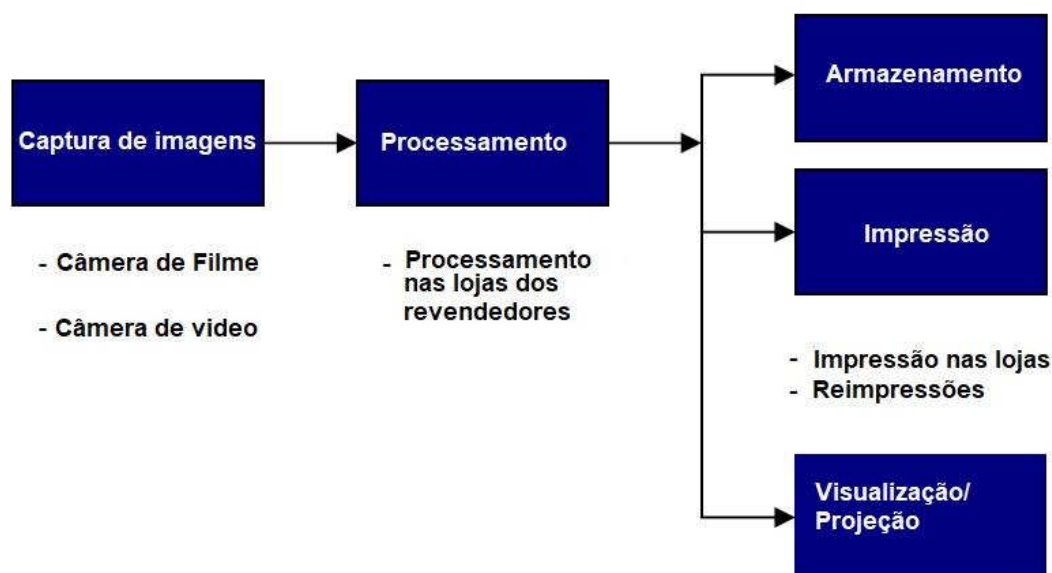 Captura de imagens
- Câmera de Filme
- Câmera de video
Processamento
- Processamento
nas lojas dos
revendedores
Armazenamento
Impressão
- Impressão nas lojas
- Reimpressões
Visualização/
Projeção